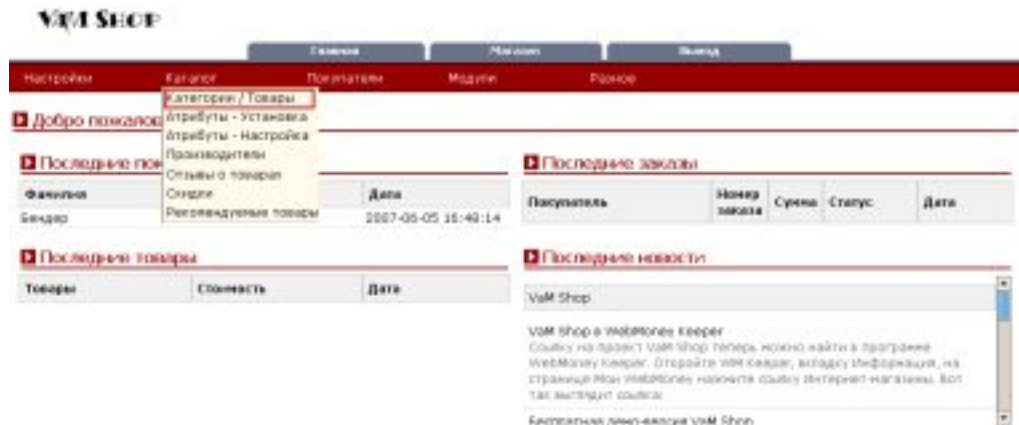 VaM Shop
Главная Магазин Выход
Настройки Каталог Покупатели Модули Разное
Категории / Товары
Атрибуты - Установка
Атрибуты - Настройка
Производители
Отзывы о товарах
Скидки
Рекомендуемые товары
Добро пожалов
Последние пок
Фамилия Дата
Бендер 2007-06-05 16:48:14
Последние заказы
Покупатель Номер заказа Сумма Статус Дата
Последние товары
Товары Стоимость Дата
Последние новости
VaM Shop
VaM Shop в WebMoney Keeper
Ссылку на проект VaM Shop теперь можно найти в программе
WebMoney Keeper. Откройте WM Keeper, вкладку Информация, на
странице Мои WebMoney нажмите ссылку Интернет-магазины. Вот
так выглядит ссылка:
Бесплатная демо-версия VaM Shop